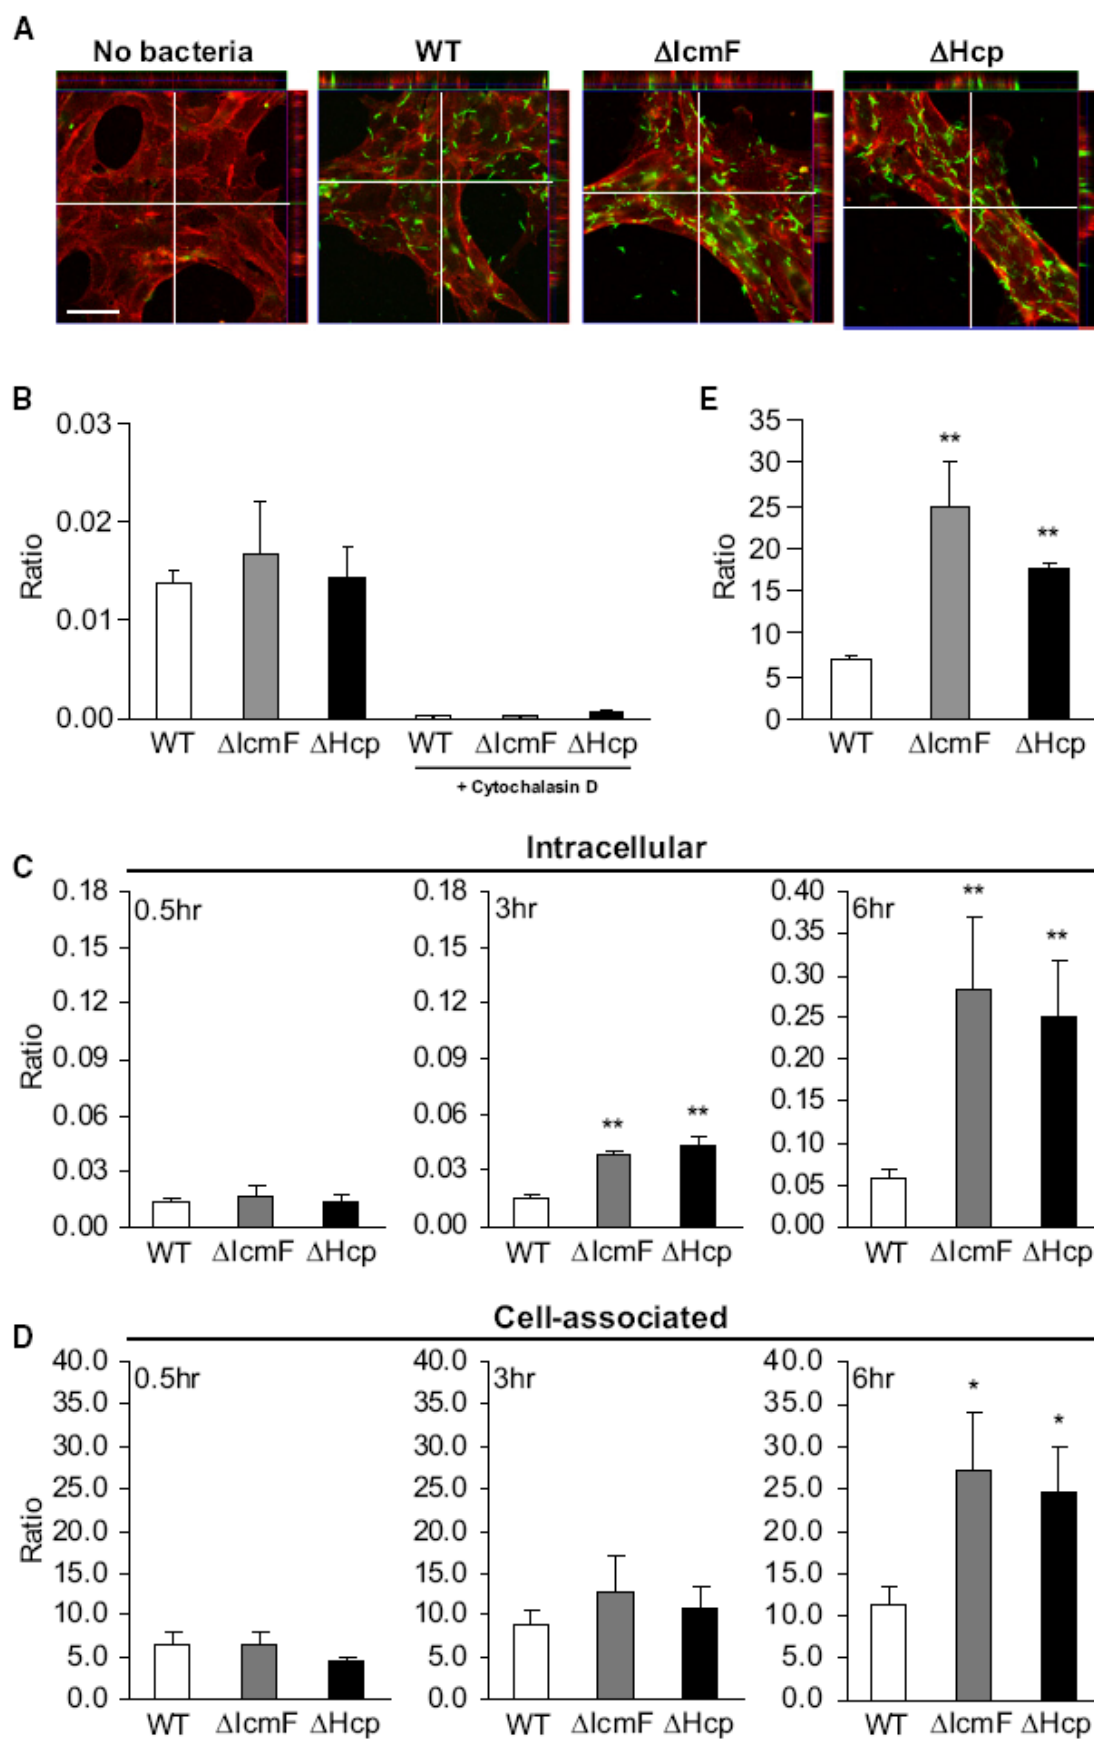 A
No bacteria WT ΔIcmF ΔHcp
B
0.03
0.02
0.01
0.00
Ratio
WT ΔIcmF ΔHcp WT ΔIcmF ΔHcp
+ Cytochalasin D
E
35
30
25
20
15
10
5
0
Ratio
** **
WT ΔIcmF ΔHcp
C
Intracellular
0.5hr
0.18
0.15
0.12
0.09
0.06
0.03
0.00
Ratio
WT ΔIcmF ΔHcp
3hr
0.18
0.15
0.12
0.09
0.06
0.03
0.00
** **
WT ΔIcmF ΔHcp
6hr
0.40
0.35
0.30
0.25
0.20
0.15
0.10
0.05
0.00
** **
WT ΔIcmF ΔHcp
D
Cell-associated
0.5hr
40.0
35.0
30.0
25.0
20.0
15.0
10.0
5.0
0.0
Ratio
WT ΔIcmF ΔHcp
3hr
40.0
35.0
30.0
25.0
20.0
15.0
10.0
5.0
0.0
WT ΔIcmF ΔHcp
6hr
40.0
35.0
30.0
25.0
20.0
15.0
10.0
5.0
0.0
* *
WT ΔIcmF ΔHcp